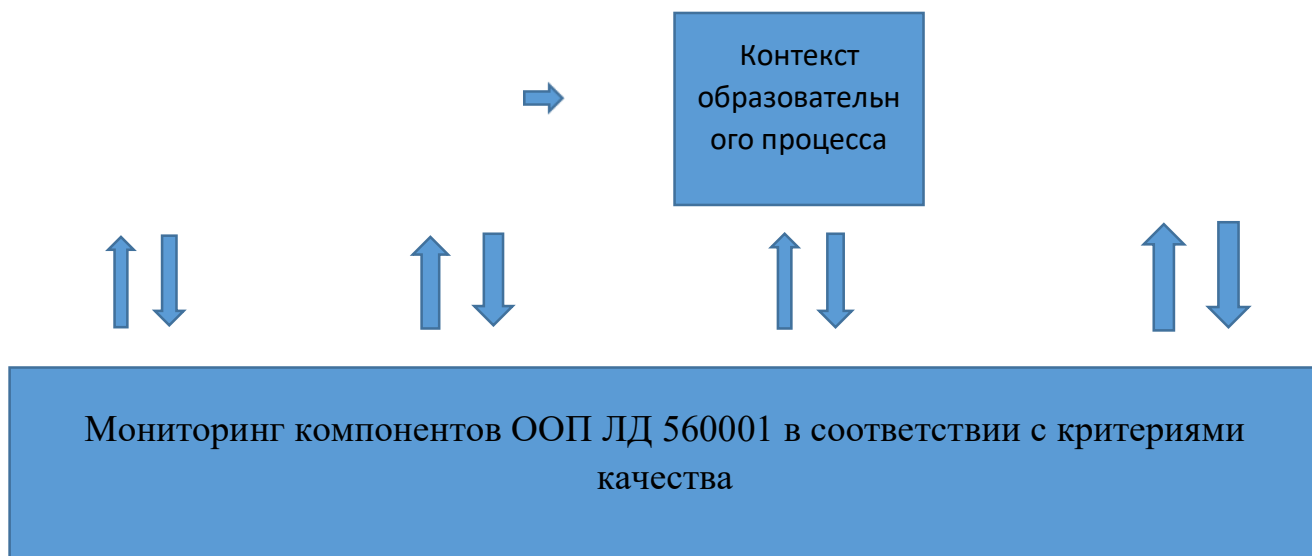 Контекст
образовательн
ого процесса
Мониторинг компонентов ООП ЛД 560001 в соответствии с критериями
качества